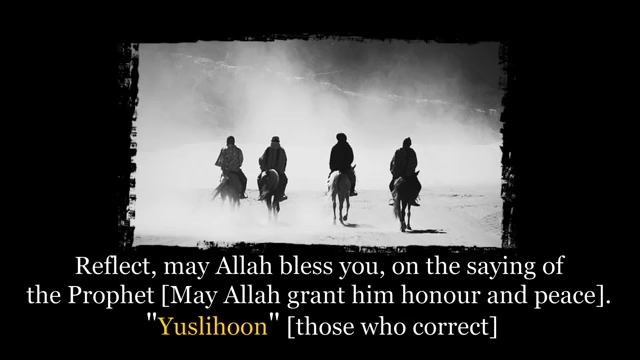 Reflect, may Allah bless you, on the saying of
the Prophet [May Allah grant him honour and peace].
"Yuslihoon" [those who correct]